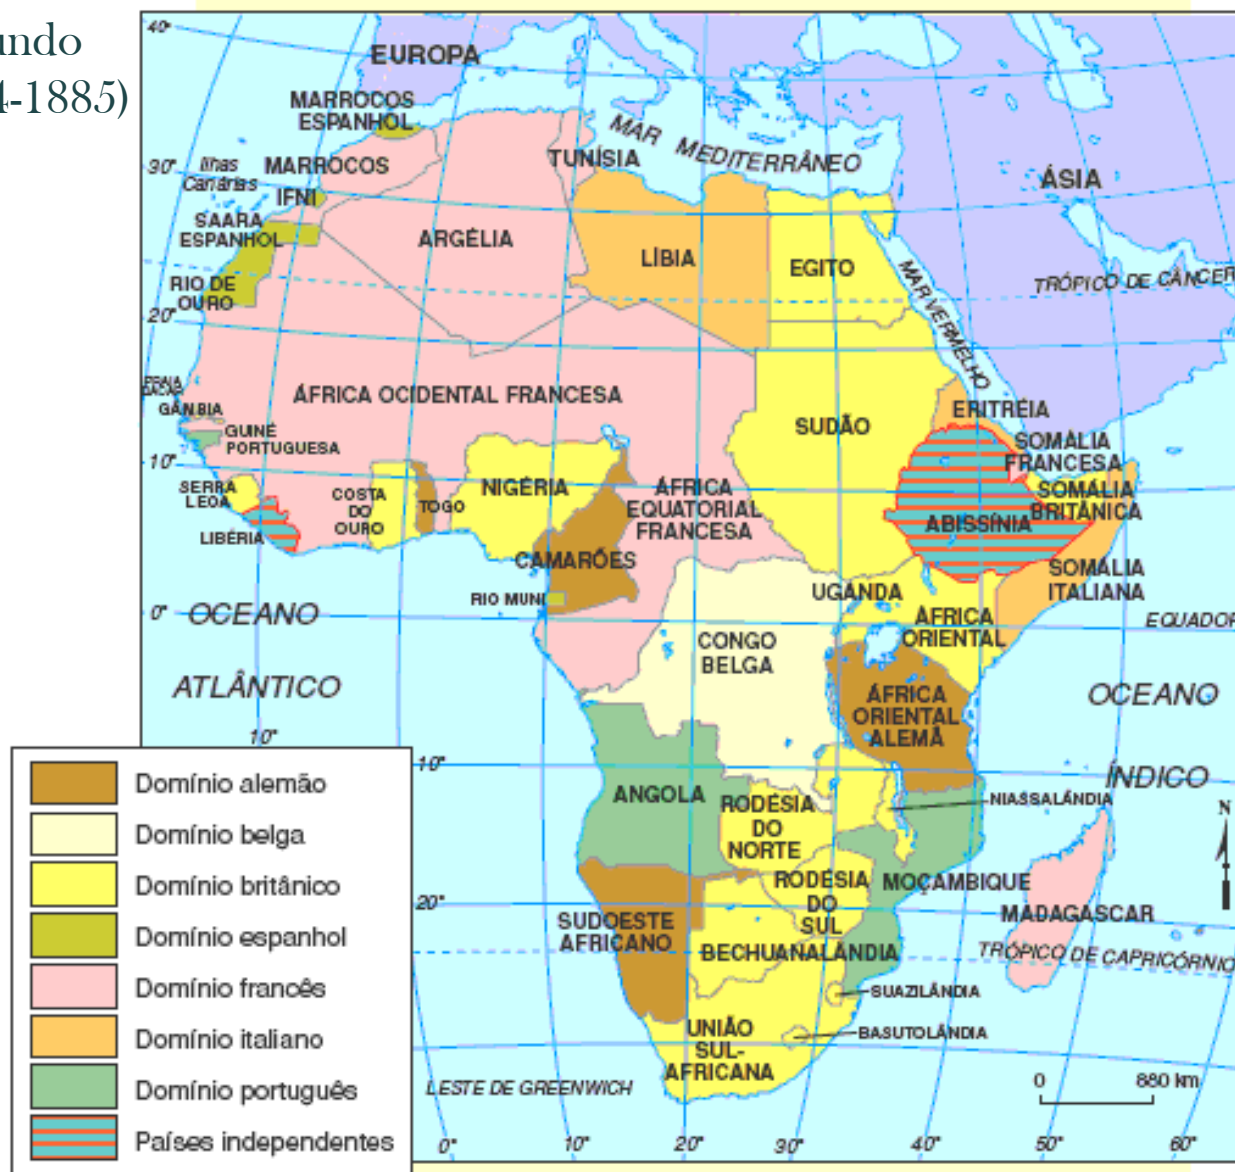 undo
4-1885)
40°
EUROPA
MARROCOS
ESPANHOL
MAR MEDITERRÂNEO
30°
Ilhas
Canárias
MARROCOS
TUNÍSIA
ÁSIA
IFNI
SAARA
ESPANHOL
ARGÉLIA
LÍBIA
EGITO
RIO DE
OURO
MAR VERMELHO
TRÓPICO DE CÂNCER
20°
ÁFRICA OCIDENTAL FRANCESA
GÂMBIA
GUINÉ
PORTUGUESA
SUDÃO
ERITRÉIA
SOMÁLIA
FRANCESA
10°
SERRA
LEOA
COSTA
DO
OURO
TOGO
NIGÉRIA
ÁFRICA
EQUATORIAL
FRANCESA
SOMÁLIA
BRITÂNICA
ABISSÍNIA
LIBÉRIA
CAMARÕES
SOMÁLIA
ITALIANA
RIO MUNI
UGANDA
0°
OCEANO
ATLÂNTICO
CONGO
BELGA
ÁFRICA
ORIENTAL
EQUADOR
ÁFRICA
ORIENTAL
ALEMÃ
OCEANO
ÍNDICO
10°
10°
ANGOLA
RODÉSIA
DO
NORTE
NIASSALÂNDIA
N
RODÉSIA
DO
SUL
MOÇAMBIQUE
MADAGASCAR
20°
SUDOESTE
AFRICANO
BECHUANALÂNDIA
TRÓPICO DE CAPRICÓRNIO
SUAZILÂNDIA
UNIÃO
SUL-
AFRICANA
BASUTOLÂNDIA
LESTE DE GREENWICH
0 880 km
0° 10° 20° 30° 40° 50° 60°
Domínio alemão
Domínio belga
Domínio britânico
Domínio espanhol
Domínio francês
Domínio italiano
Domínio português
Países independentes